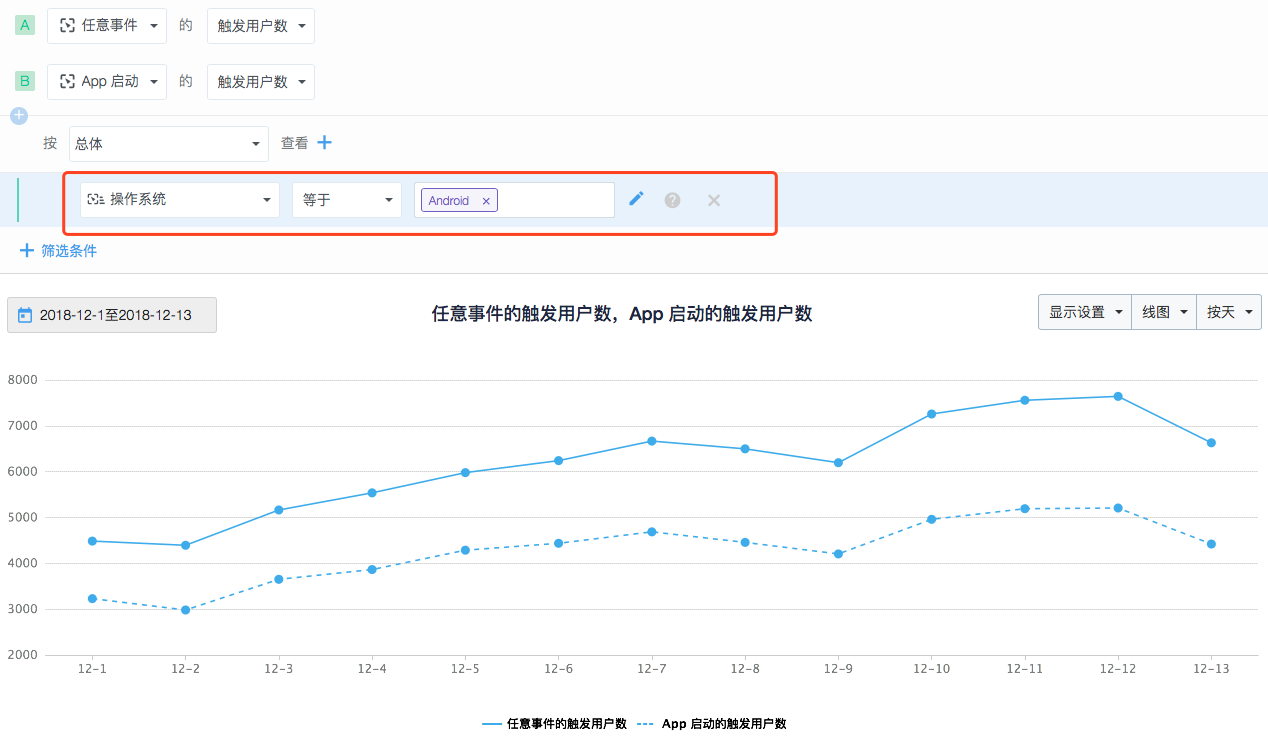 A 任意事件 的 触发用户数
B App 启动 的 触发用户数
按 总体 查看
操作系统 等于 Android ×
筛选条件
2018-12-1至2018-12-13
任意事件的触发用户数，App 启动的触发用户数
显示设置 线图 按天
8000
7000
6000
5000
4000
3000
2000
12-1 12-2 12-3 12-4 12-5 12-6 12-7 12-8 12-9 12-10 12-11 12-12 12-13
任意事件的触发用户数 App 启动的触发用户数